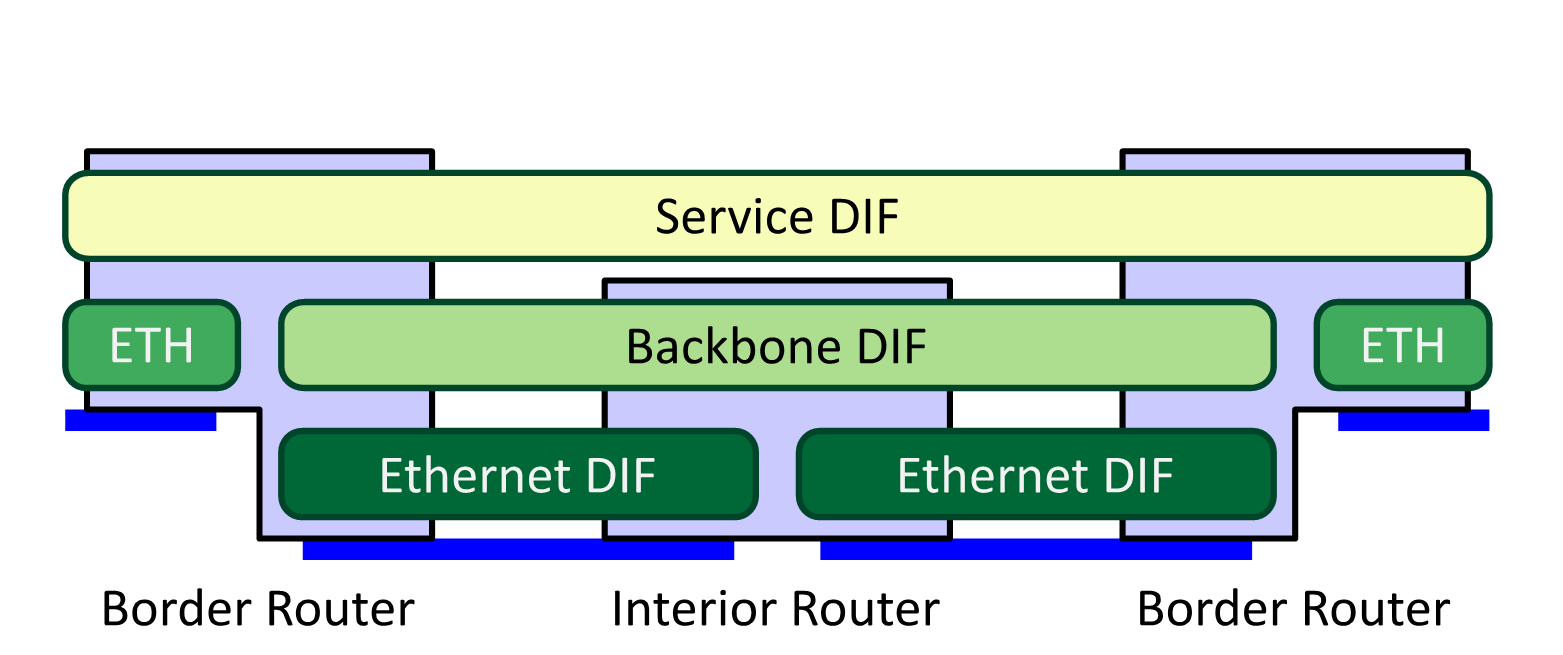 Service DIF
ETH
Backbone DIF
ETH
Ethernet DIF
Ethernet DIF
Border Router
Interior Router
Border Router